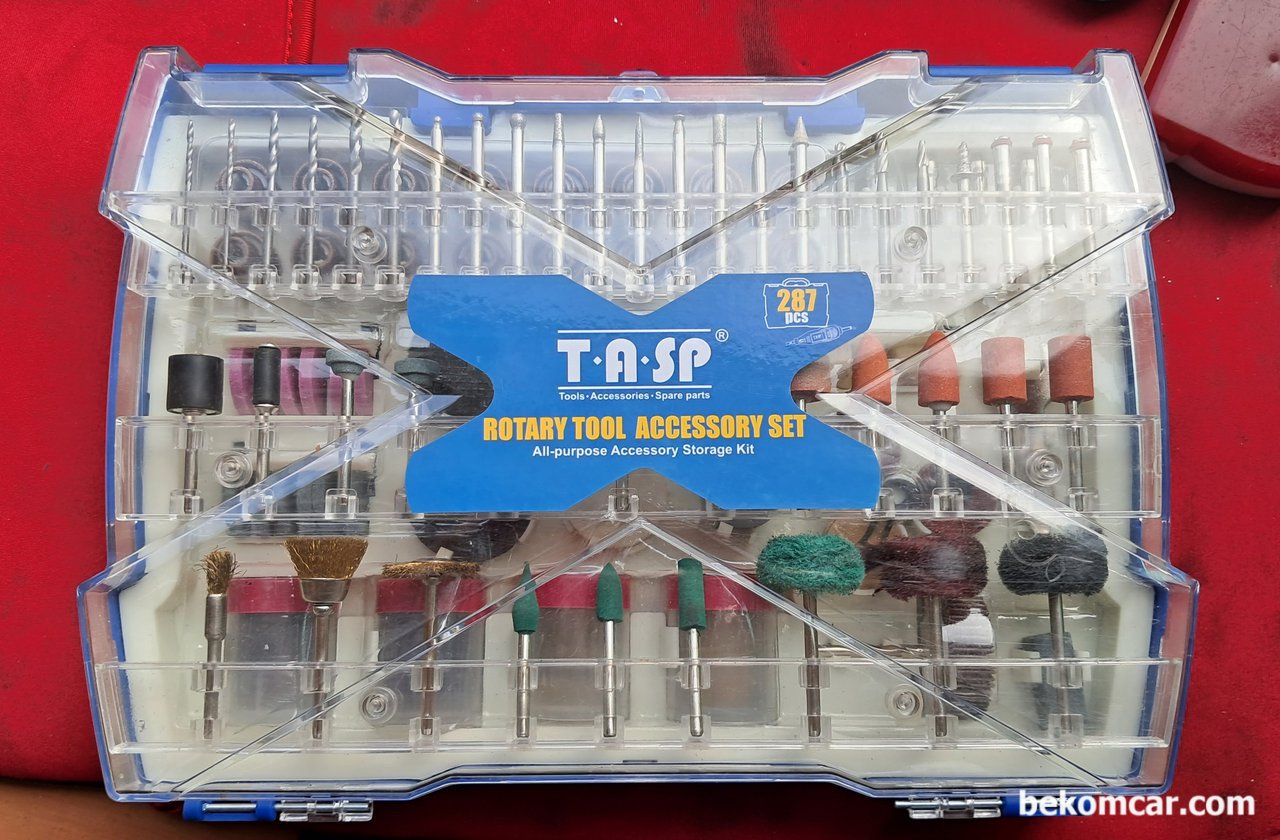 287
pcs
T·A·SP®
Tools·Accessories·Spare parts
ROTARY TOOL ACCESSORY SET
All-purpose Accessory Storage Kit
bekomcar.com